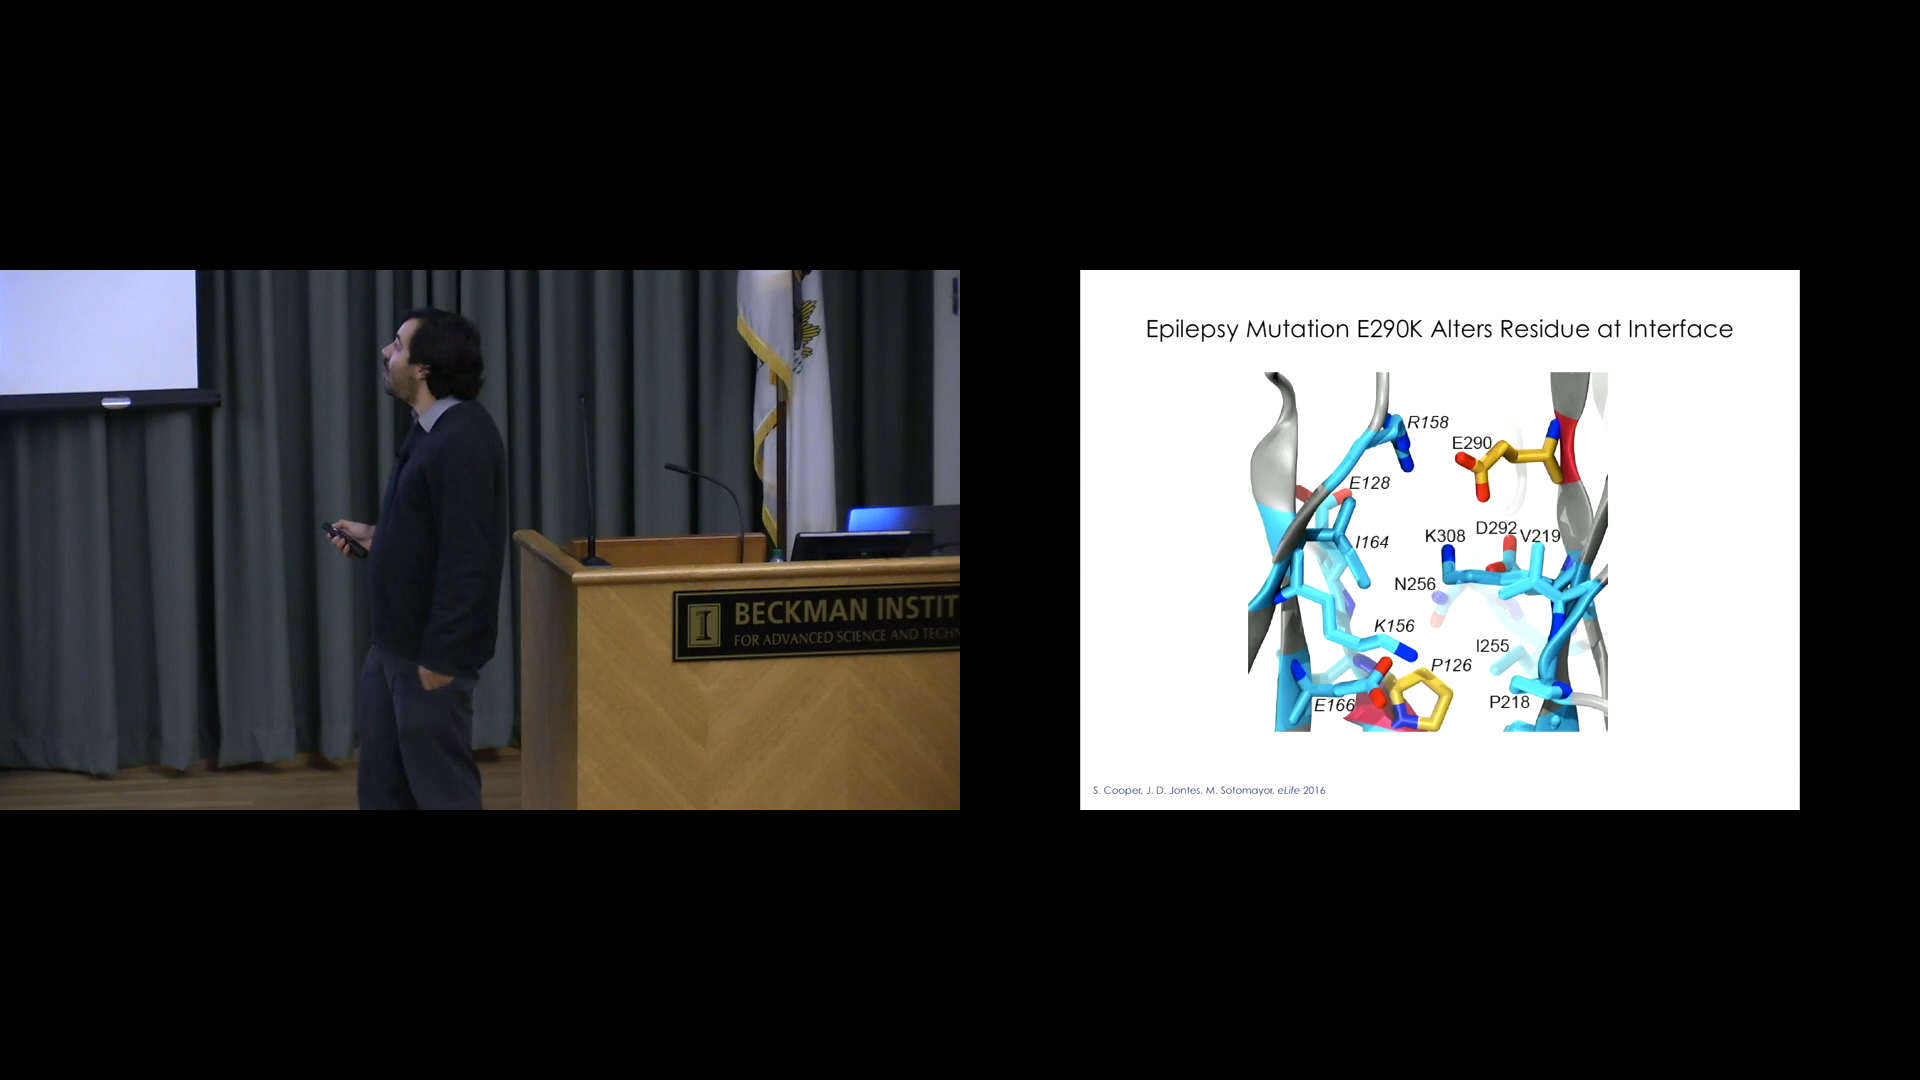 BECKMAN INSTIT
FOR ADVANCED SCIENCE AND TECHN
Epilepsy Mutation E290K Alters Residue at Interface
R158
E290
E128
I164
K308
D292
V219
N256
K156
I255
P126
E166
P218
S. Cooper, J. D. Jontes, M. Sotomayor, eLife 2016